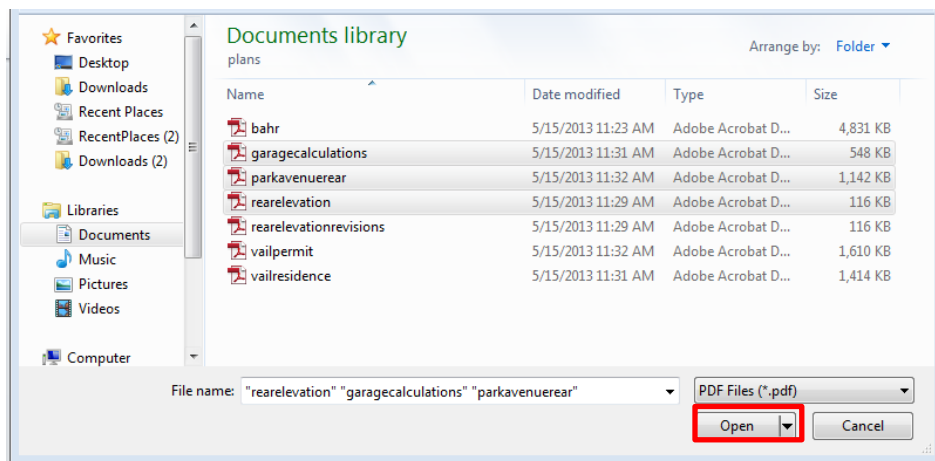 Favorites
Desktop
Downloads
Recent Places
RecentPlaces (2)
Downloads (2)
Libraries
Documents
Music
Pictures
Videos
Computer
Documents library
plans
Arrange by: Folder
Name Date modified Type Size
bahr 5/15/2013 11:23 AM Adobe Acrobat D... 4,831 KB
garagecalculations 5/15/2013 11:31 AM Adobe Acrobat D... 548 KB
parkavenuerear 5/15/2013 11:32 AM Adobe Acrobat D... 1,142 KB
rearelevation 5/15/2013 11:29 AM Adobe Acrobat D... 116 KB
rearelevationrevisions 5/15/2013 11:29 AM Adobe Acrobat D... 116 KB
vailpermit 5/15/2013 11:32 AM Adobe Acrobat D... 1,610 KB
vailresidence 5/15/2013 11:31 AM Adobe Acrobat D... 1,414 KB
File name: "rearelevation" "garagecalculations" "parkavenuerear" PDF Files (*.pdf)
Open Cancel